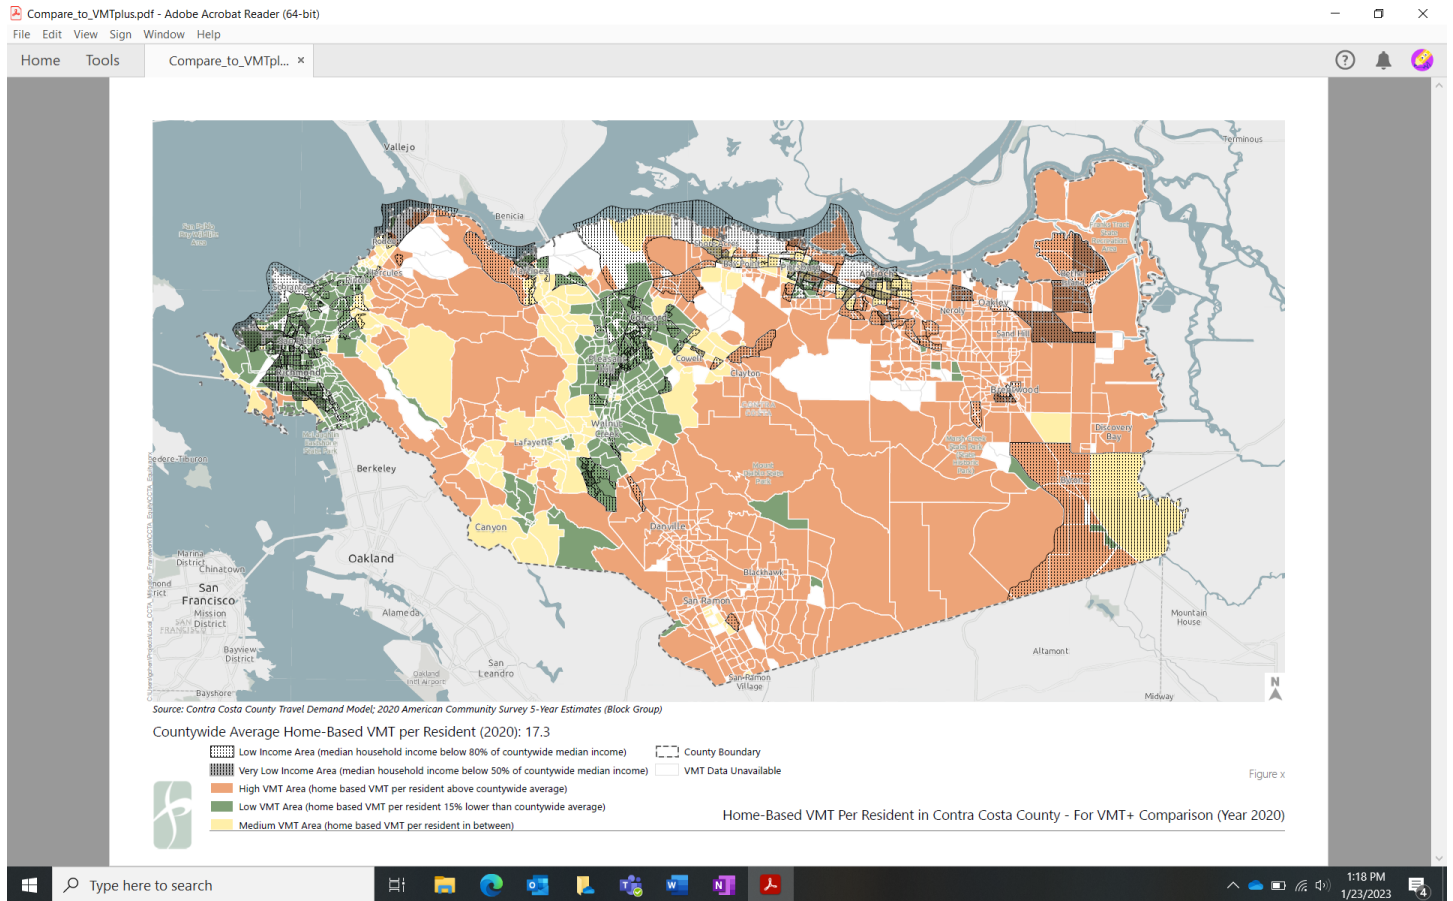 Compare_to_VMTplus.pdf - Adobe Acrobat Reader (64-bit)
File Edit View Sign Window Help
Home Tools Compare_to_VMTpl... ×
Vallejo
Terminous
Benicia
Hercules
Oakley
Neroly
Sand Hill
Concord
Cowell
Clayton
Richmond
Brentwood
Walnut
Creek
Lafayette
Discovery
Bay
Berkeley
Canyon
Danville
Oakland
Marina
District
Chinatown
San
Francisco
Mission
District
Blackhawk
San Ramon
Alameda
Mountain
House
Bayview
District
San
Leandro
Oakland
Int'l Airport
Altamont
San Ramon
Village
Bayshore
Midway
N
Source: Contra Costa County Travel Demand Model; 2020 American Community Survey 5-Year Estimates (Block Group)
Countywide Average Home-Based VMT per Resident (2020): 17.3
Low Income Area (median household income below 80% of countywide median income)
County Boundary
Very Low Income Area (median household income below 50% of countywide median income)
VMT Data Unavailable
High VMT Area (home based VMT per resident above countywide average)
Low VMT Area (home based VMT per resident 15% lower than countywide average)
Medium VMT Area (home based VMT per resident in between)
Figure x
Home-Based VMT Per Resident in Contra Costa County - For VMT+ Comparison (Year 2020)
Type here to search
1:18 PM
1/23/2023
4